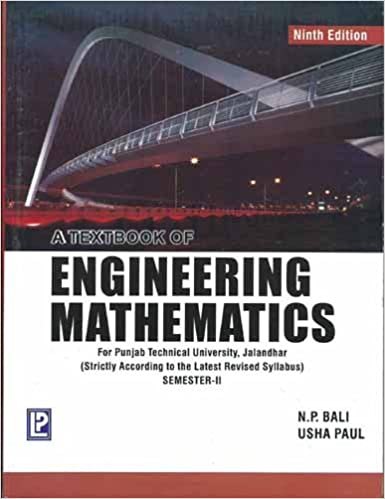 Ninth Edition
A TEXTBOOK OF
ENGINEERING
MATHEMATICS
For Punjab Technical University, Jalandhar
(Strictly According to the Latest Revised Syllabus)
SEMESTER-II
N.P. BALI
USHA PAUL